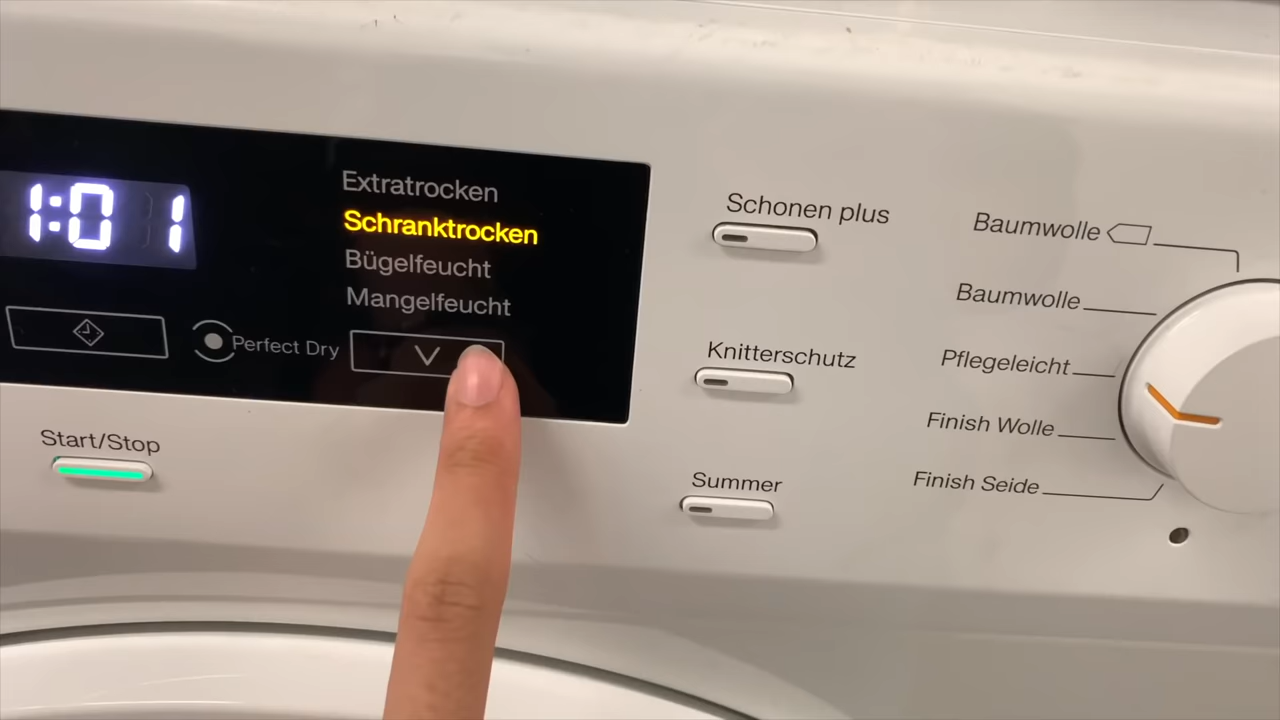 1:01
Extratrocken
Schranktrocken
Bügelfeucht
Mangelfeucht
Perfect Dry
Start/Stop
Schonen plus
Knitterschutz
Summer
Baumwolle
Baumwolle
Pflegeleicht
Finish Wolle
Finish Seide